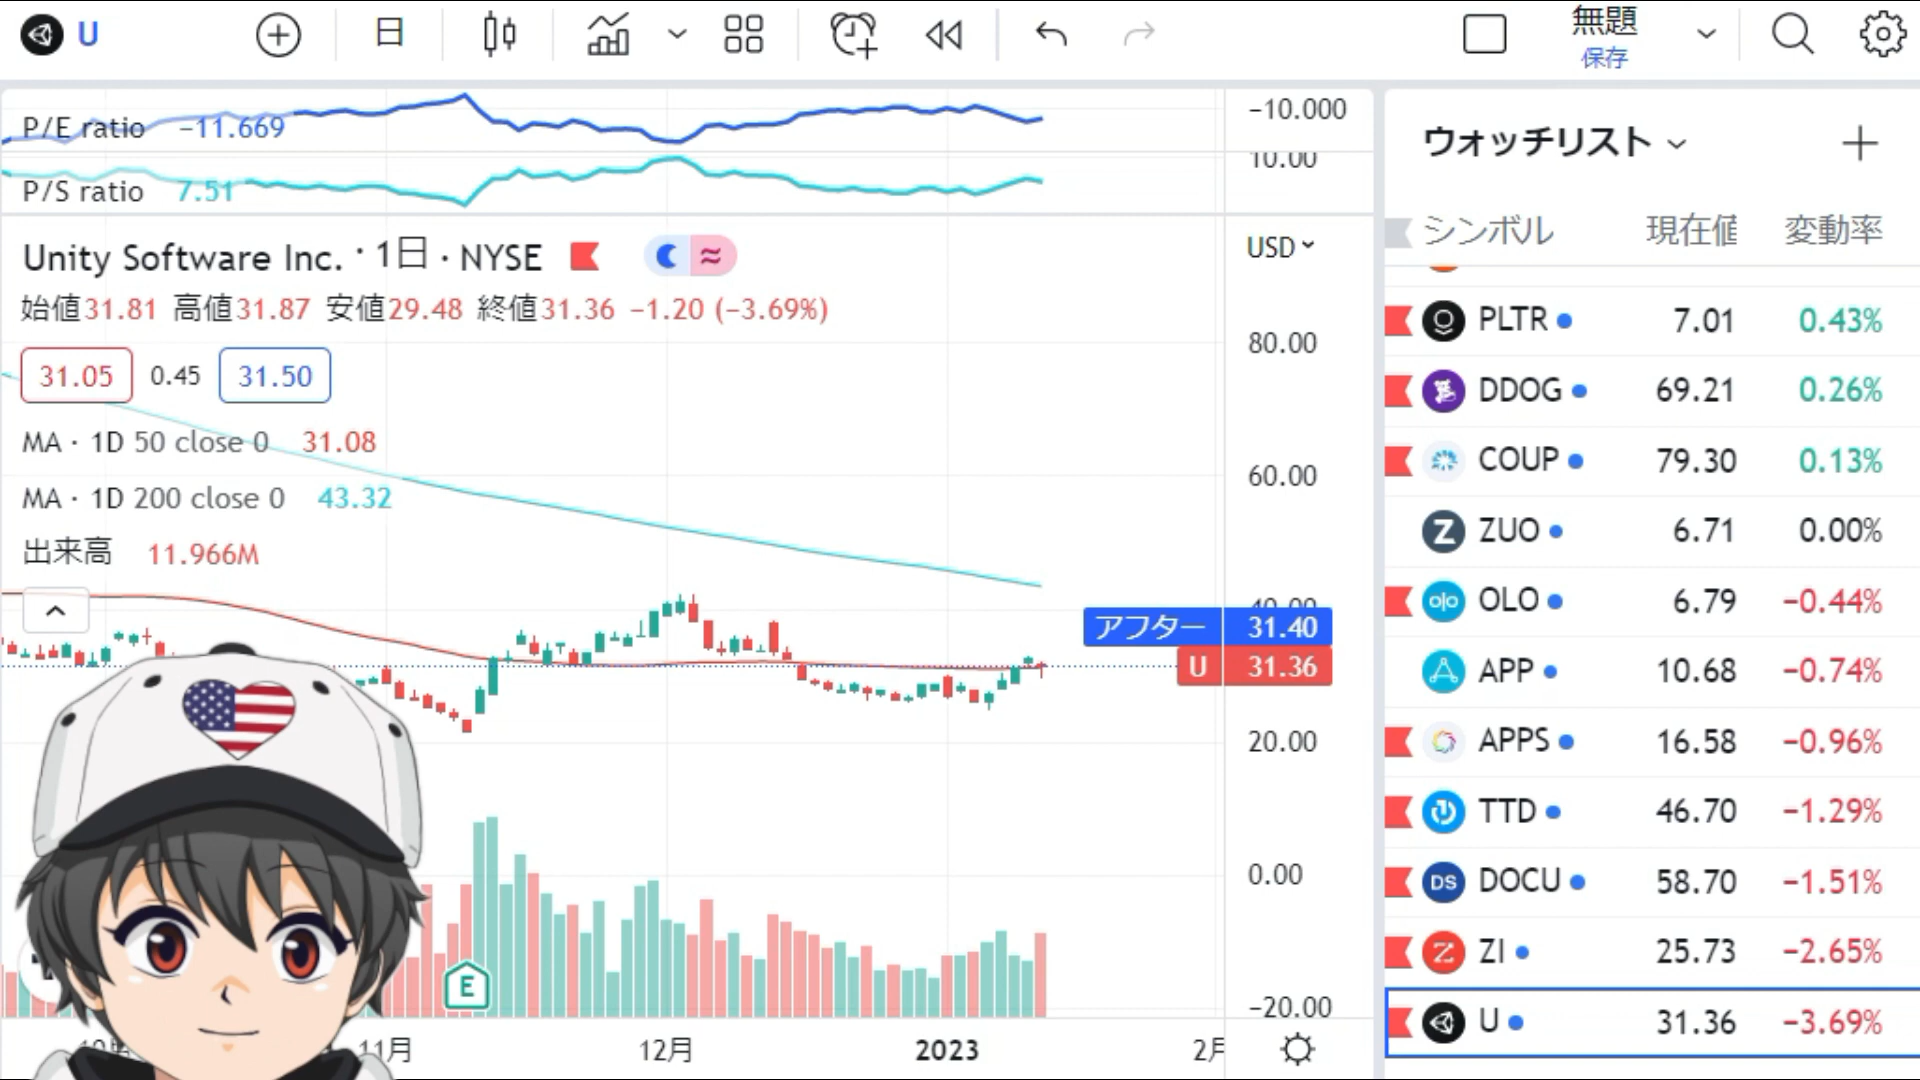 U
日
無題
保存
P/E ratio −11.669
−10.000
P/S ratio 7.51
10.00
Unity Software Inc. · 1日 · NYSE
USD
始値31.81 高値31.87 安値29.48 終値31.36 −1.20 (−3.69%)
31.05 0.45 31.50
80.00
MA · 1D 50 close 0 31.08
60.00
MA · 1D 200 close 0 43.32
出来高 11.966M
40.00
アフター 31.40
U 31.36
20.00
0.00
E
−20.00
11月
12月
2023
2月
ウォッチリスト
シンボル 現在値 変動率
PLTR 7.01 0.43%
DDOG 69.21 0.26%
COUP 79.30 0.13%
Z ZUO 6.71 0.00%
olo OLO 6.79 −0.44%
APP 10.68 −0.74%
APPS 16.58 −0.96%
TTD 46.70 −1.29%
DS DOCU 58.70 −1.51%
Z ZI 25.73 −2.65%
U 31.36 −3.69%